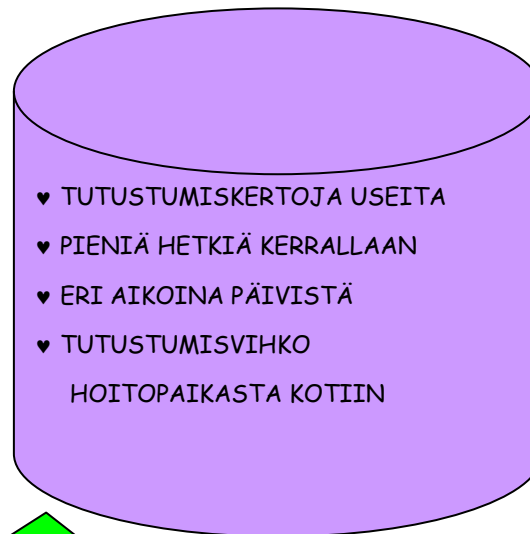 ♥ TUTUSTUMISKERTOJA USEITA
♥ PIENIÄ HETKIÄ KERRALLAAN
♥ ERI AIKOINA PÄIVISTÄ
♥ TUTUSTUMISVIHKO
HOITOPAIKASTA KOTIIN